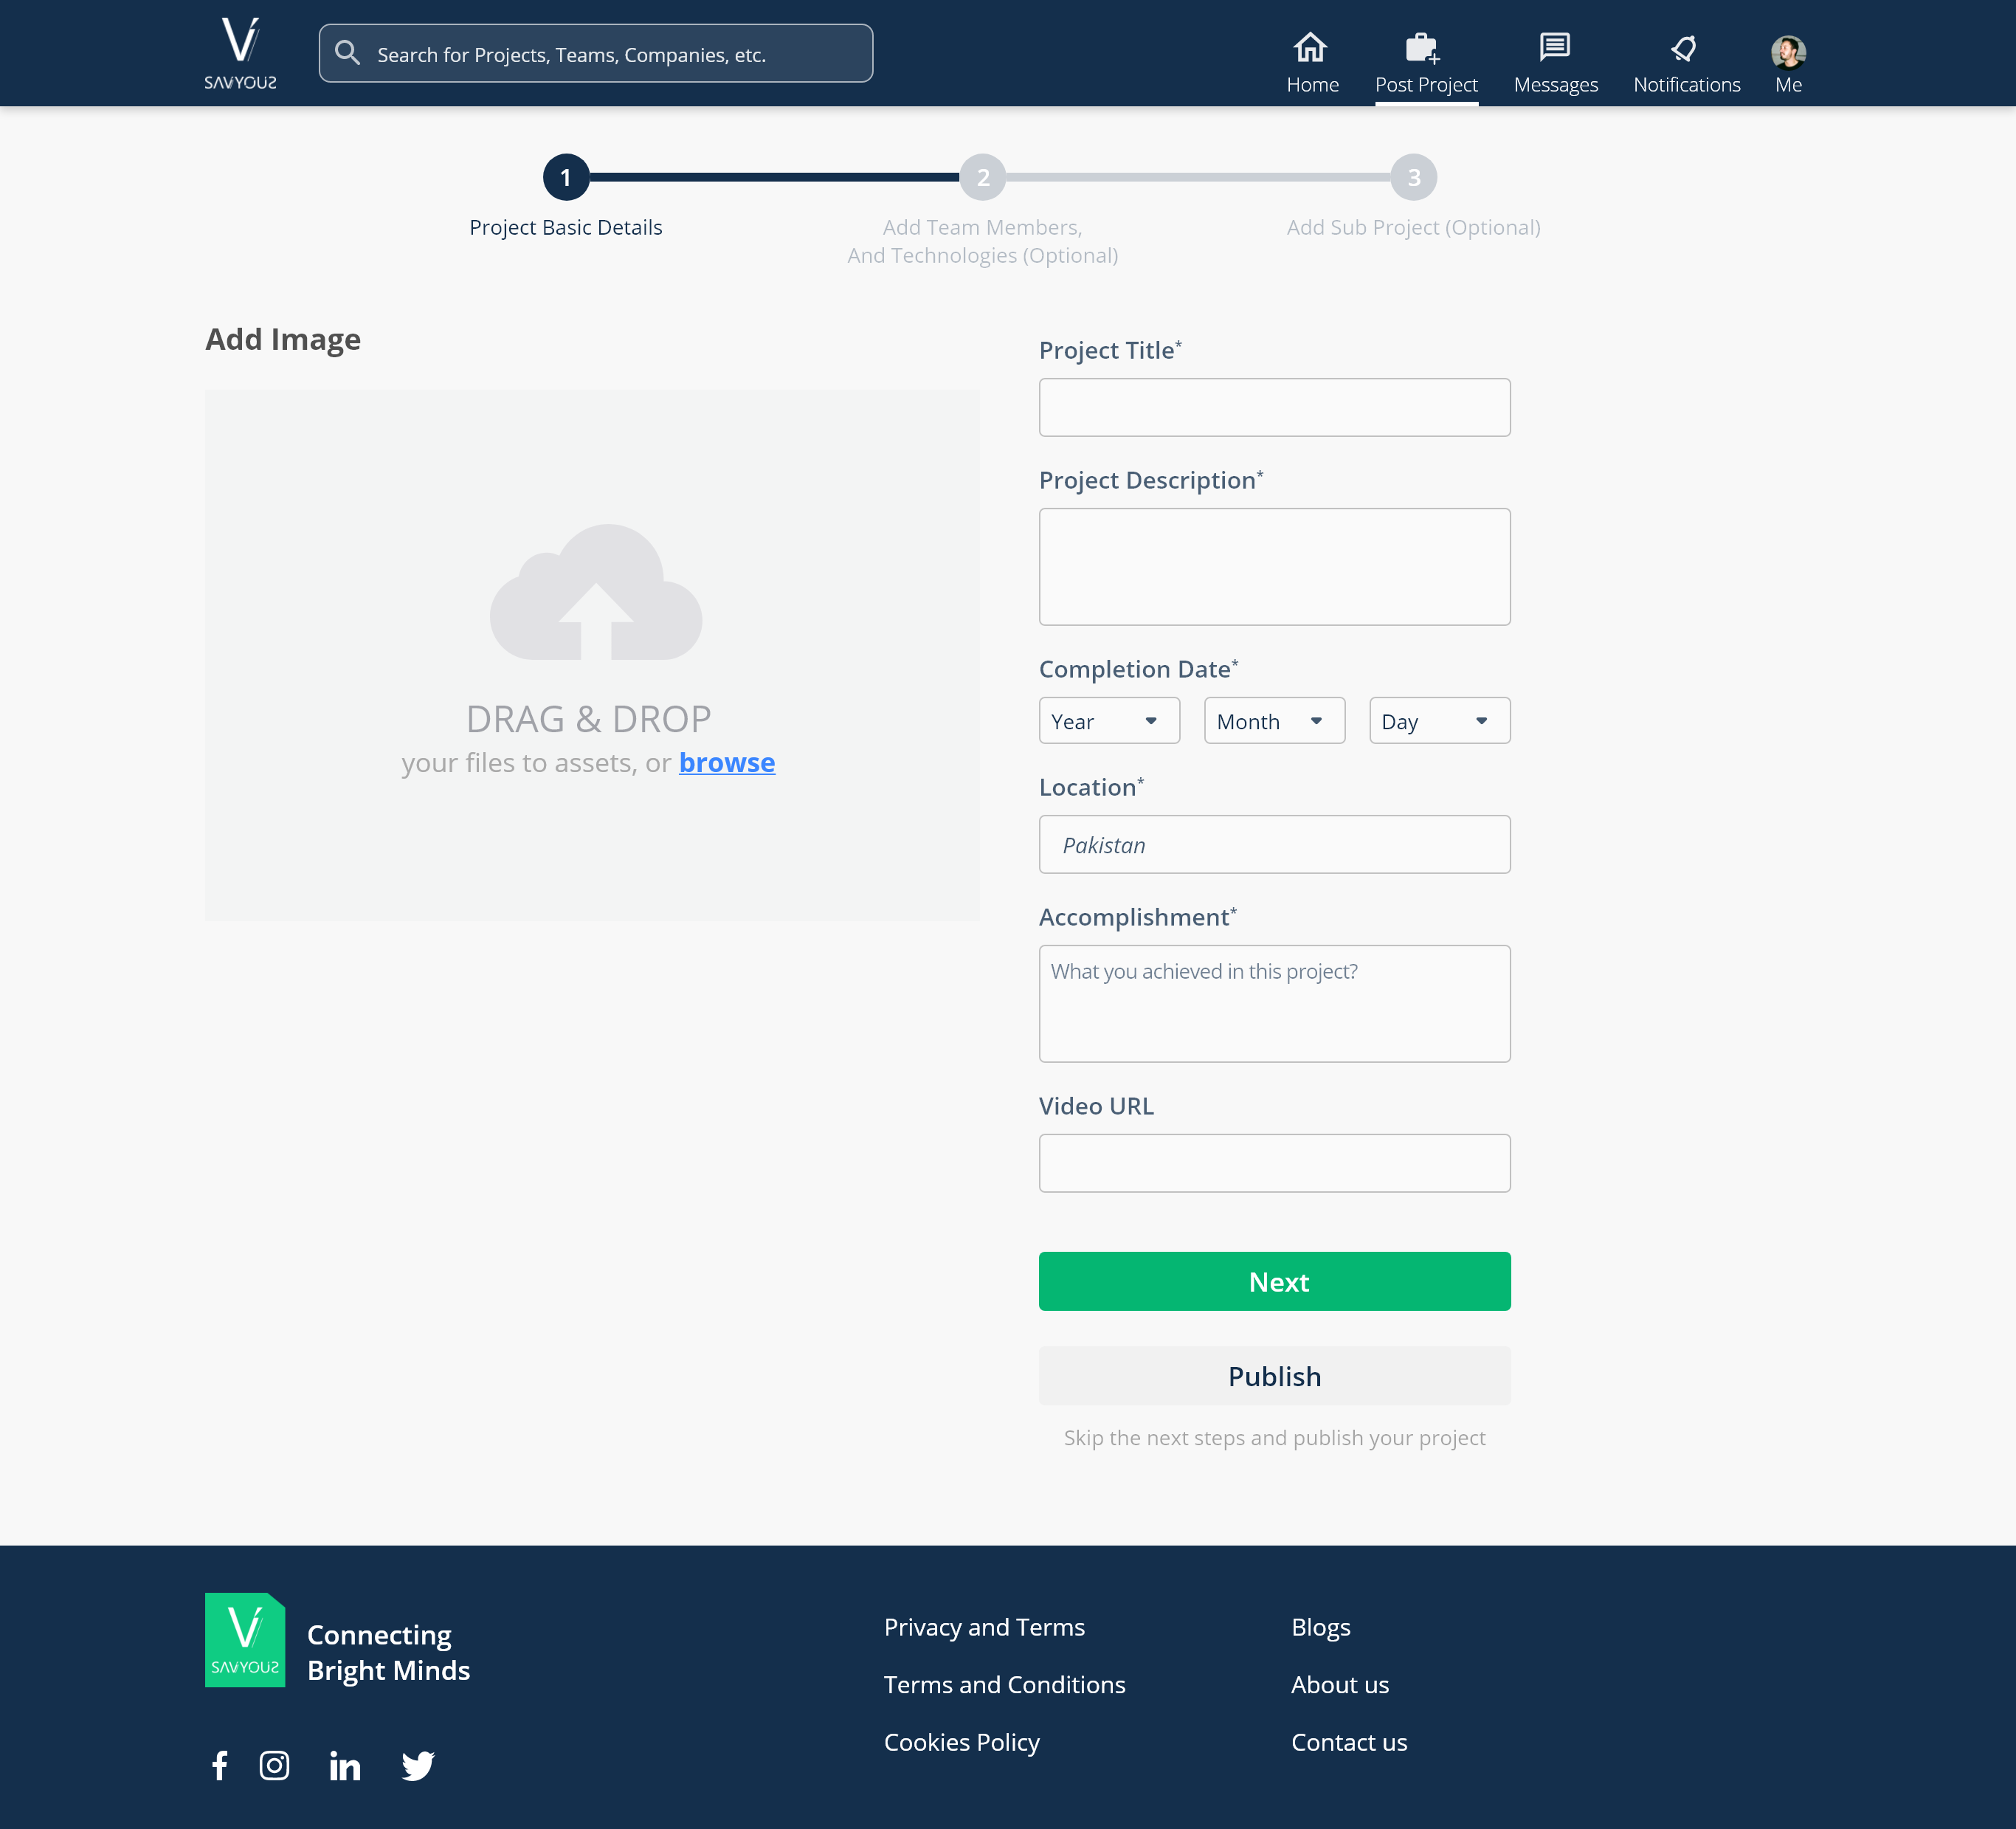 SAVYOUS
Search for Projects, Teams, Companies, etc.
Home
Post Project
Messages
Notifications
Me
1
2
3
Project Basic Details
Add Team Members,
And Technologies (Optional)
Add Sub Project (Optional)
Add Image
DRAG & DROP
your files to assets, or browse
Project Title*
Project Description*
Completion Date*
Year
Month
Day
Location*
Pakistan
Accomplishment*
What you achieved in this project?
Video URL
Next
Publish
Skip the next steps and publish your project
SAVYOUS
Connecting
Bright Minds
Privacy and Terms
Terms and Conditions
Cookies Policy
Blogs
About us
Contact us